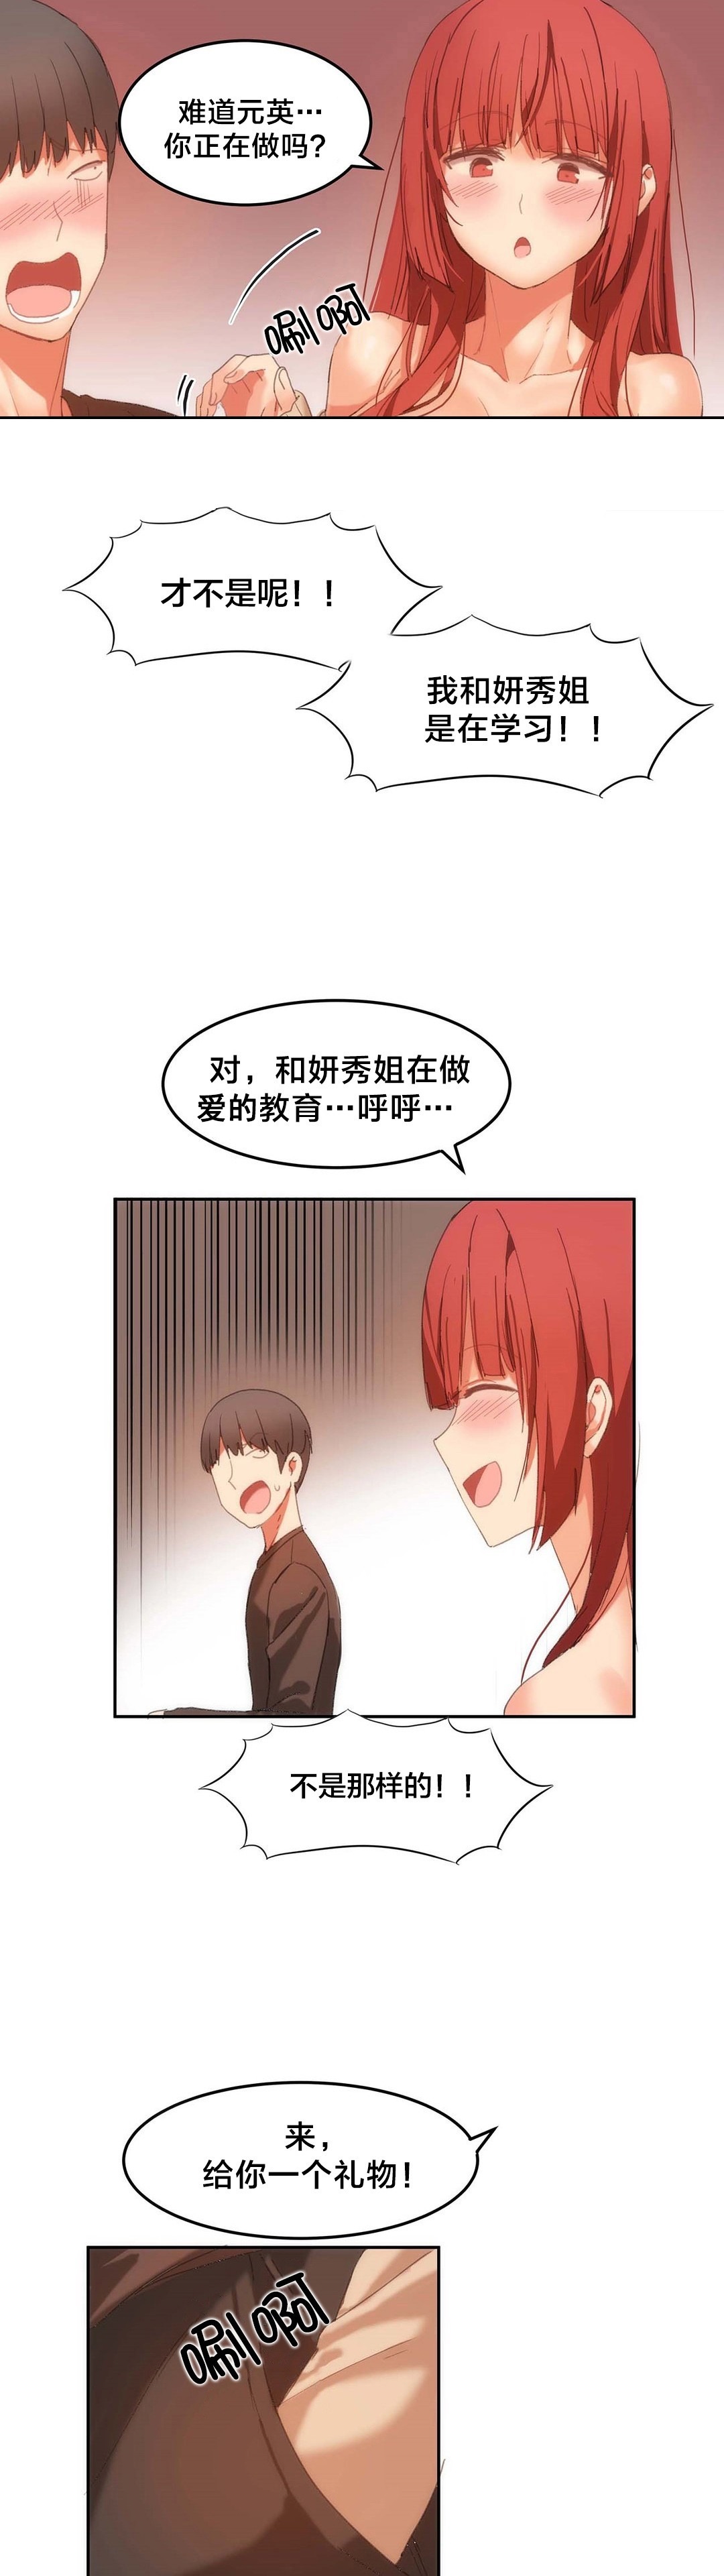 难道元英…
你正在做吗？
唰啊
才不是呢！！
我和妍秀姐
是在学习！！
对，和妍秀姐在做
爱的教育…呼呼…
不是那样的！！
来，
给你一个礼物！
唰啊